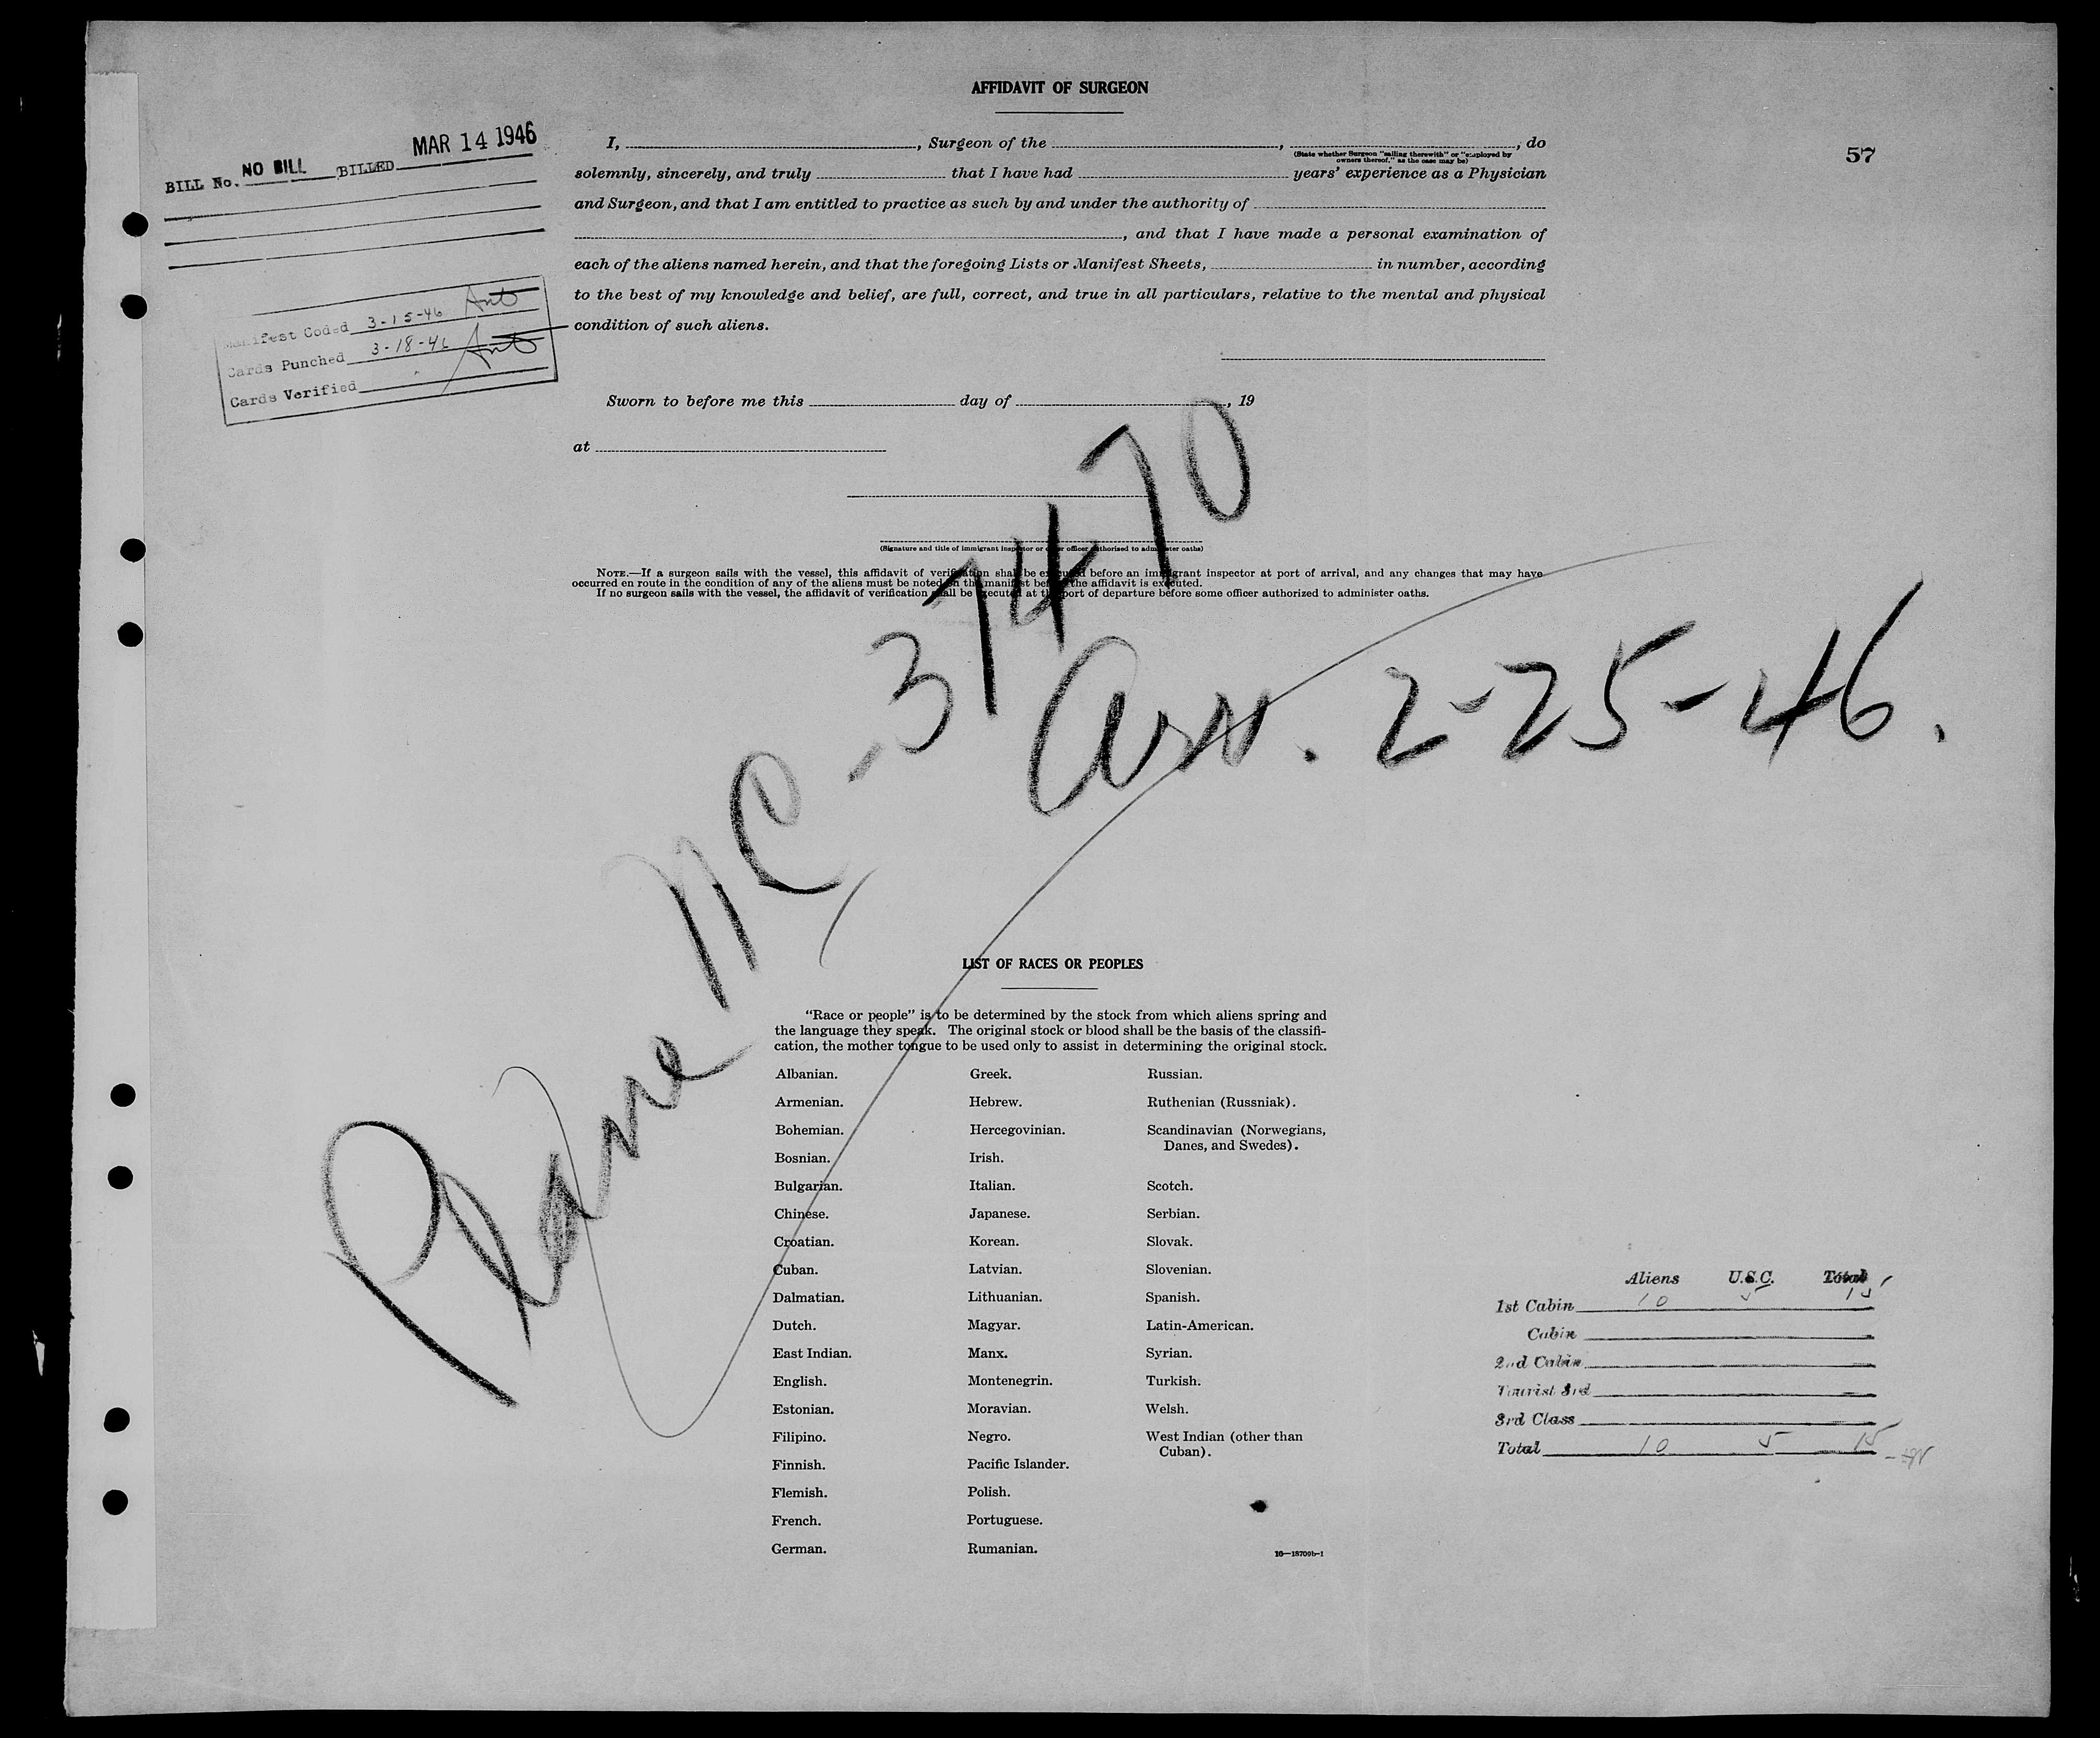 AFFIDAVIT OF SURGEON
BILL No. NO BILL BILLED MAR 14 1946
57
I, , Surgeon of the , , do
(State whether Surgeon "sailing therewith" or "employed by
owners thereof," as the case may be)
solemnly, sincerely, and truly that I have had years' experience as a Physician
and Surgeon, and that I am entitled to practice as such by and under the authority of
, and that I have made a personal examination of
each of the aliens named herein, and that the foregoing Lists or Manifest Sheets, in number, according
to the best of my knowledge and belief, are full, correct, and true in all particulars, relative to the mental and physical
condition of such aliens.
Manifest Coded 3-15-46
Cards Punched 3-18-46
Cards Verified
Sworn to before me this day of , 19
at
(Signature and title of immigrant inspector or other officer authorized to administer oaths)
NOTE.—If a surgeon sails with the vessel, this affidavit of verification shall be executed before an immigrant inspector at port of arrival, and any changes that may have
occurred en route in the condition of any of the aliens must be noted on the manifest before the affidavit is executed.
If no surgeon sails with the vessel, the affidavit of verification shall be executed at the port of departure before some officer authorized to administer oaths.
Plane NC-37470
Arr. 2-25-46.
LIST OF RACES OR PEOPLES
"Race or people" is to be determined by the stock from which aliens spring and
the language they speak. The original stock or blood shall be the basis of the classifi-
cation, the mother tongue to be used only to assist in determining the original stock.
Albanian.
Armenian.
Bohemian.
Bosnian.
Bulgarian.
Chinese.
Croatian.
Cuban.
Dalmatian.
Dutch.
East Indian.
English.
Estonian.
Filipino.
Finnish.
Flemish.
French.
German.
Greek.
Hebrew.
Hercegovinian.
Irish.
Italian.
Japanese.
Korean.
Latvian.
Lithuanian.
Magyar.
Manx.
Montenegrin.
Moravian.
Negro.
Pacific Islander.
Polish.
Portuguese.
Rumanian.
Russian.
Ruthenian (Russniak).
Scandinavian (Norwegians,
Danes, and Swedes).
Scotch.
Serbian.
Slovak.
Slovenian.
Spanish.
Latin-American.
Syrian.
Turkish.
Welsh.
West Indian (other than
Cuban).
16—18709b-1
Aliens U.S.C. Total
1st Cabin 10 5 15
Cabin
2nd Cabin
Tourist 3rd
3rd Class
Total 10 5 15